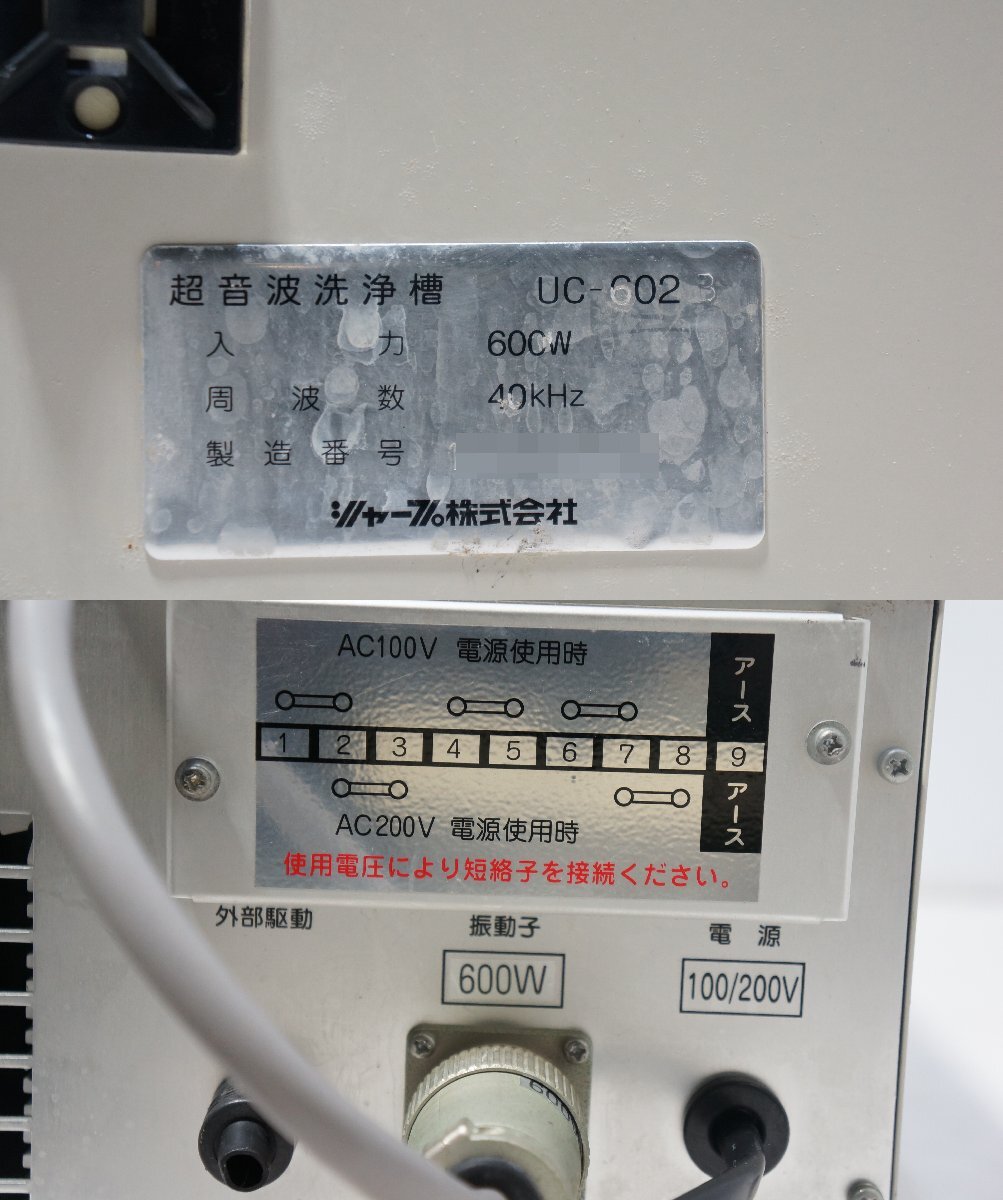 超音波洗浄槽 UC-6023
入力 600W
周波数 40kHz
製造番号
シャープ株式会社
AC100V 電源使用時
アース
1 2 3 4 5 6 7 8 9
アース
AC200V 電源使用時
使用電圧により短絡子を接続ください。
外部駆動 振動子 電源
600W 100/200V
600